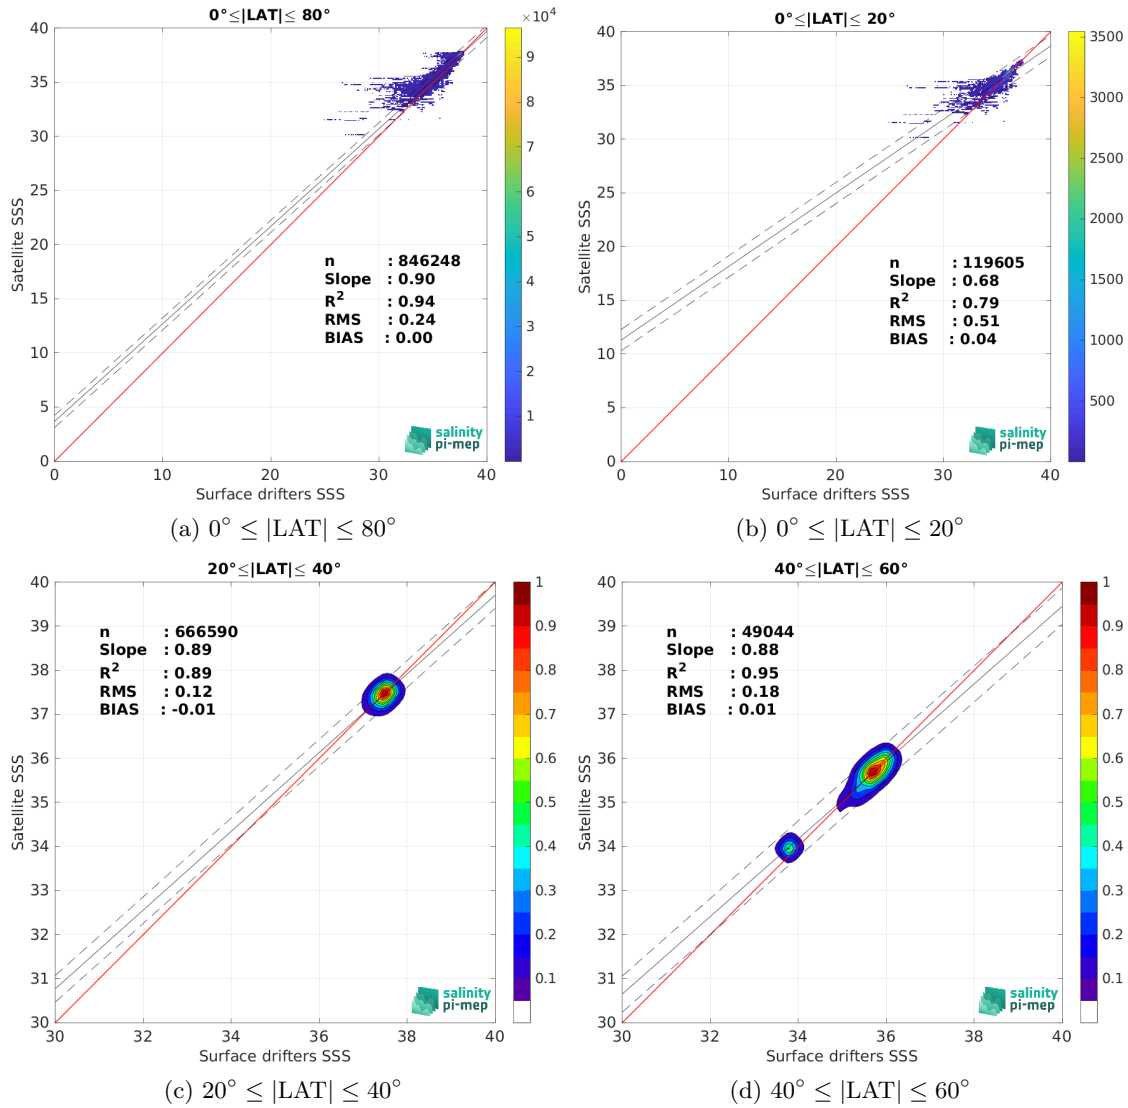 0°≤|LAT|≤ 80°
×10⁴
40
35
30
25
20
15
10
5
0
0
10
20
30
40
9
8
7
6
5
4
3
2
1
Satellite SSS
Surface drifters SSS
n : 846248
Slope : 0.90
R² : 0.94
RMS : 0.24
BIAS : 0.00
salinity
pi-mep
(a) 0° ≤ |LAT| ≤ 80°
0°≤|LAT|≤ 20°
40
35
30
25
20
15
10
5
0
0
10
20
30
40
3500
3000
2500
2000
1500
1000
500
Satellite SSS
Surface drifters SSS
n : 119605
Slope : 0.68
R² : 0.79
RMS : 0.51
BIAS : 0.04
salinity
pi-mep
(b) 0° ≤ |LAT| ≤ 20°
20°≤|LAT|≤ 40°
40
39
38
37
36
35
34
33
32
31
30
30
32
34
36
38
40
1
0.9
0.8
0.7
0.6
0.5
0.4
0.3
0.2
0.1
Satellite SSS
Surface drifters SSS
n : 666590
Slope : 0.89
R² : 0.89
RMS : 0.12
BIAS : -0.01
salinity
pi-mep
(c) 20° ≤ |LAT| ≤ 40°
40°≤|LAT|≤ 60°
40
39
38
37
36
35
34
33
32
31
30
30
32
34
36
38
40
1
0.9
0.8
0.7
0.6
0.5
0.4
0.3
0.2
0.1
Satellite SSS
Surface drifters SSS
n : 49044
Slope : 0.88
R² : 0.95
RMS : 0.18
BIAS : 0.01
salinity
pi-mep
(d) 40° ≤ |LAT| ≤ 60°